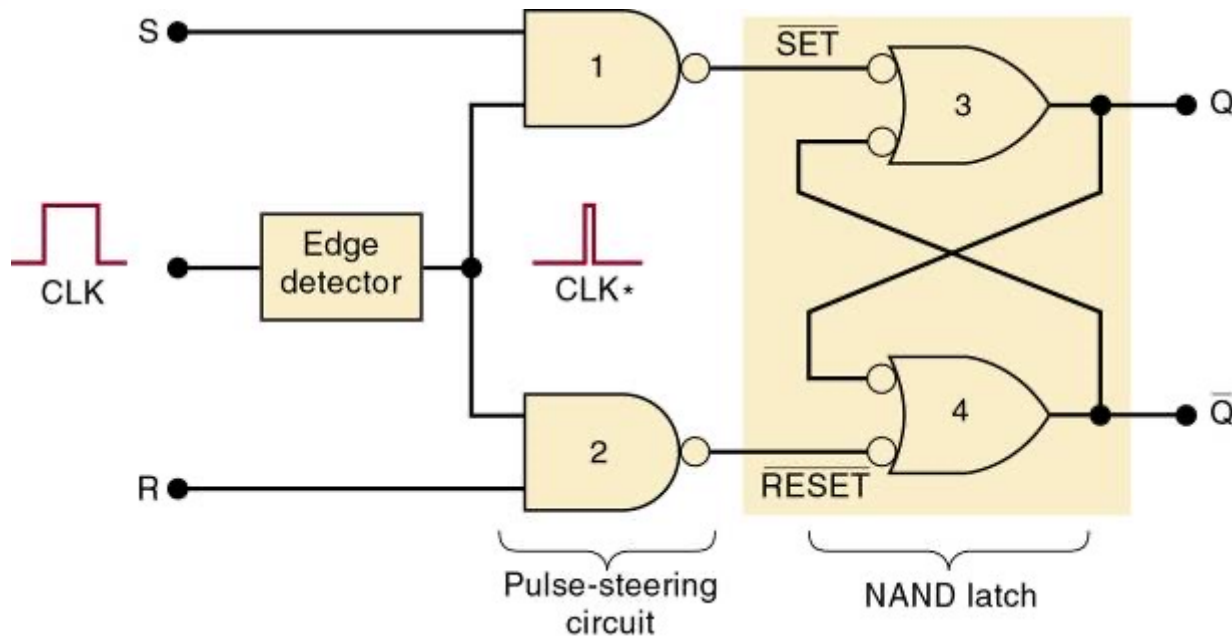 S
1
SET
3
Q
CLK
Edge
detector
CLK*
R
2
RESET
4
Q
Pulse-steering
circuit
NAND latch